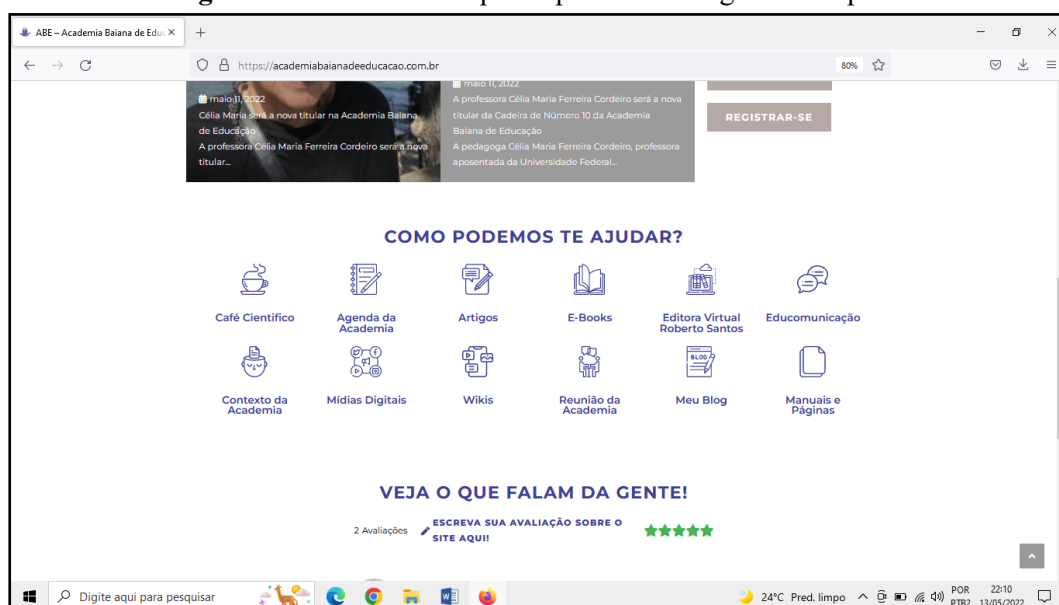 ABE – Academia Baiana de Educ
https://academiabaianadeeducacao.com.br
80%
maio 11, 2022
Célia Maria será a nova titular na Academia Baiana
de Educação
A professora Célia Maria Ferreira Cordeiro será a nova
titular...
maio 11, 2022
A professora Célia Maria Ferreira Cordeiro será a nova
titular da Cadeira de Número 10 da Academia
Baiana de Educação
A pedagoga Célia Maria Ferreira Cordeiro, professora
aposentada da Universidade Federal...
REGISTRAR-SE
COMO PODEMOS TE AJUDAR?
Café Cientifico
Agenda da
Academia
Artigos
E-Books
Editora Virtual
Roberto Santos
Educomunicação
Contexto da
Academia
Mídias Digitais
Wikis
Reunião da
Academia
BLOG
Meu Blog
Manuais e
Páginas
VEJA O QUE FALAM DA GENTE!
2 Avaliações
ESCREVA SUA AVALIAÇÃO SOBRE O
SITE AQUI!
Digite aqui para pesquisar
24°C Pred. limpo
POR
PTB2
22:10
13/05/2022